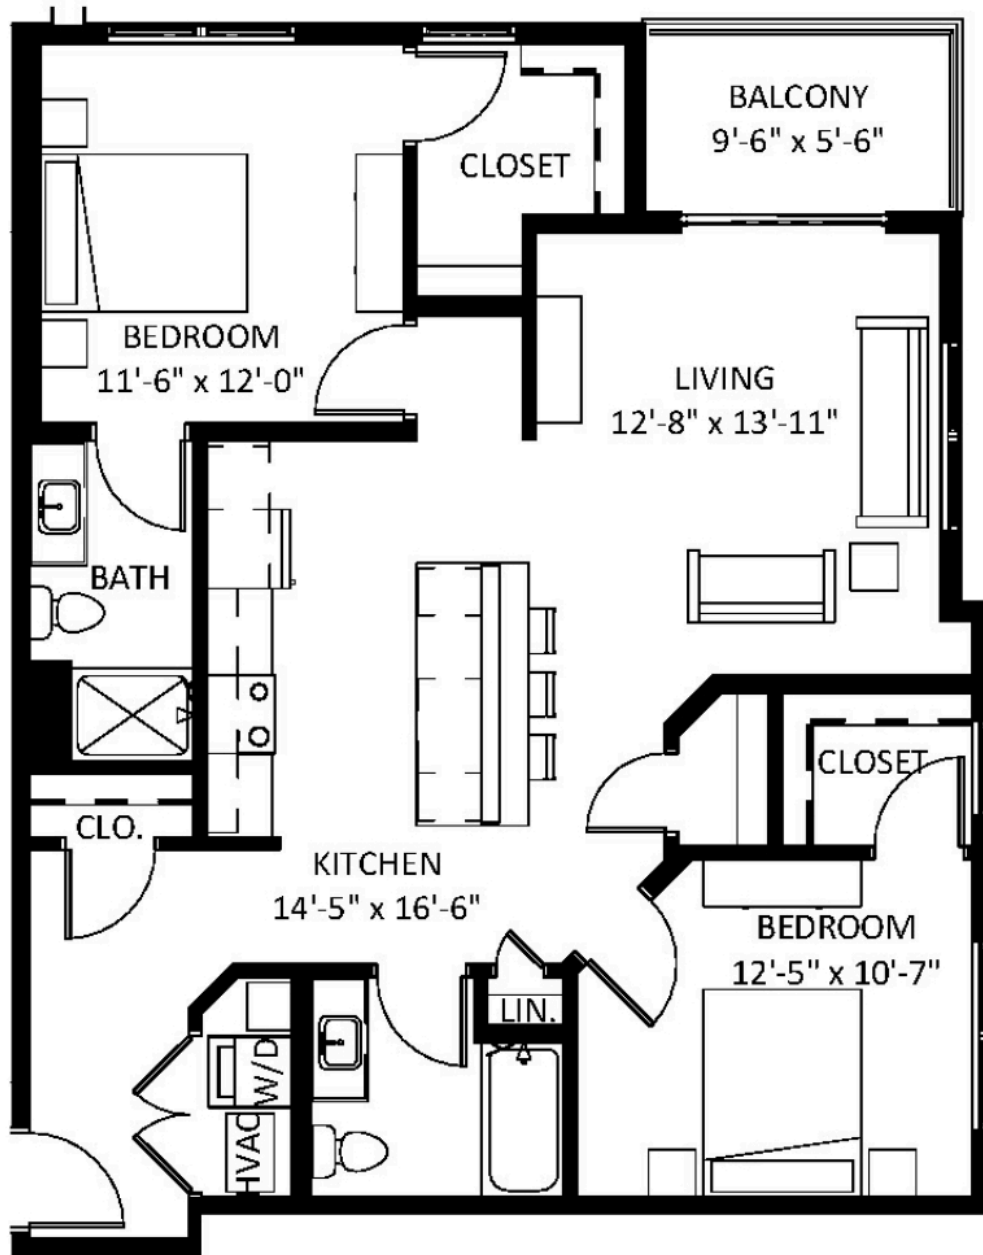 BALCONY
9'-6" x 5'-6"
CLOSET
BEDROOM
11'-6" x 12'-0"
LIVING
12'-8" x 13'-11"
BATH
CLOSET
CLO.
KITCHEN
14'-5" x 16'-6"
BEDROOM
12'-5" x 10'-7"
LIN.
W/D
HVAC